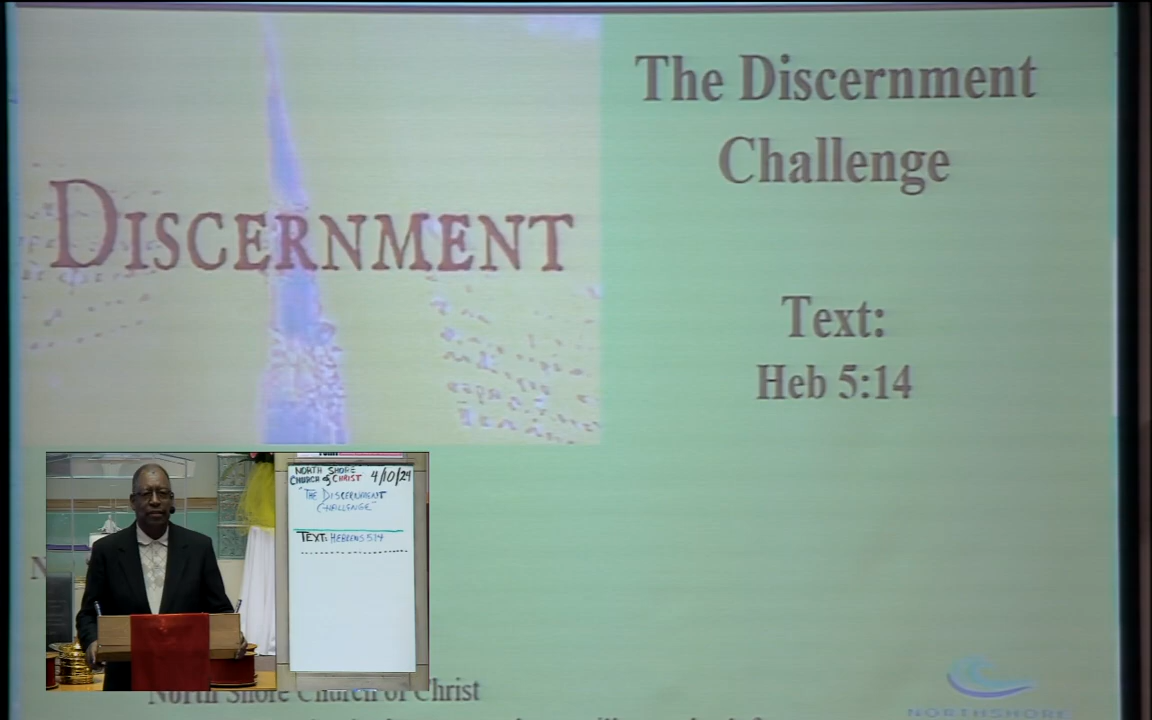 The Discernment
Challenge
DISCERNMENT
Text:
Heb 5:14
NORTH SHORE
CHURCH of CHRIST 4/10/24
"THE DISCERNMENT
CHALLENGE"
TEXT: HEBREWS 5:14
North Shore Church of Christ
NORTHSHORE